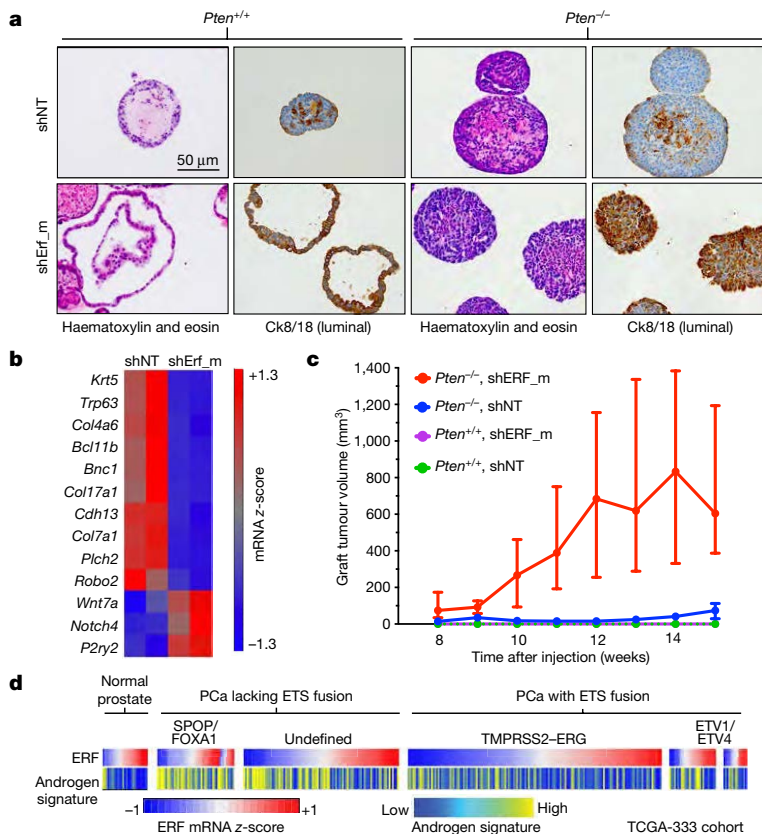 a
Pten+/+
Pten−/−
shNT
50 μm
shErf_m
Haematoxylin and eosin
Ck8/18 (luminal)
Haematoxylin and eosin
Ck8/18 (luminal)
b
shNT shErf_m
Krt5
Trp63
Col4a6
Bcl11b
Bnc1
Col17a1
Cdh13
Col7a1
Plch2
Robo2
Wnt7a
Notch4
P2ry2
+1.3
mRNA z-score
−1.3
c
1,400
1,200
1,000
800
600
400
200
0
Graft tumour volume (mm3)
Pten−/−, shERF_m
Pten−/−, shNT
Pten+/+, shERF_m
Pten+/+, shNT
8
10
12
14
Time after injection (weeks)
d
Normal
prostate
PCa lacking ETS fusion
PCa with ETS fusion
SPOP/
FOXA1
Undefined
TMPRSS2–ERG
ETV1/
ETV4
ERF
Androgen
signature
−1
+1
ERF mRNA z-score
Low
High
Androgen signature
TCGA-333 cohort